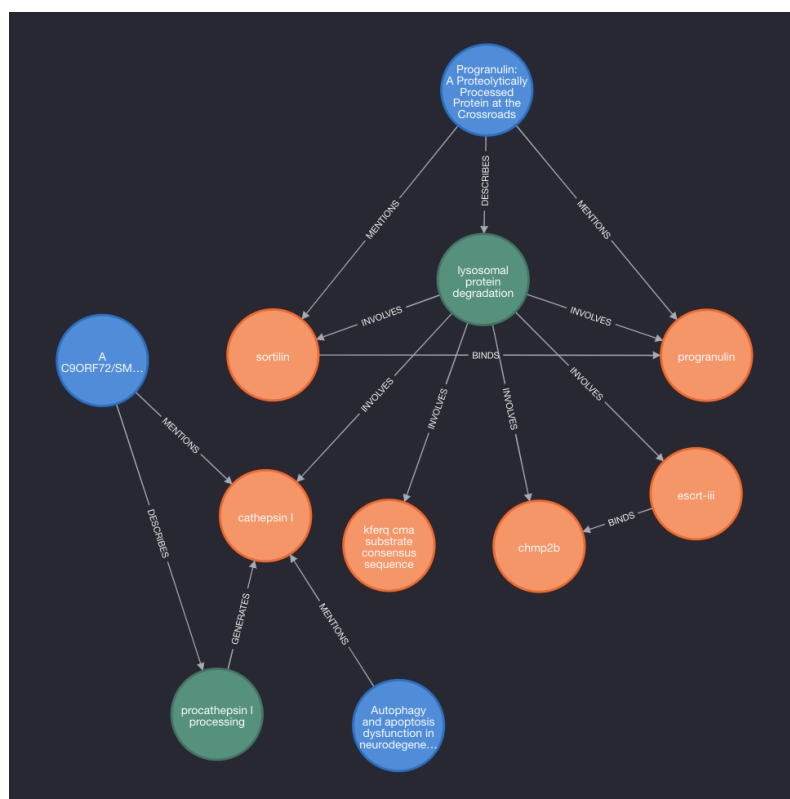 Progranulin:
A Proteolytically
Processed
Protein at the
Crossroads
MENTIONS
DESCRIBES
MENTIONS
lysosomal
protein
degradation
INVOLVES
INVOLVES
sortilin
BINDS
progranulin
A
C9ORF72/SM...
INVOLVES
INVOLVES
INVOLVES
INVOLVES
MENTIONS
cathepsin l
kferq cma
substrate
consensus
sequence
chmp2b
BINDS
escrt-iii
DESCRIBES
GENERATES
MENTIONS
procathepsin l
processing
Autophagy
and apoptosis
dysfunction in
neurodegene...